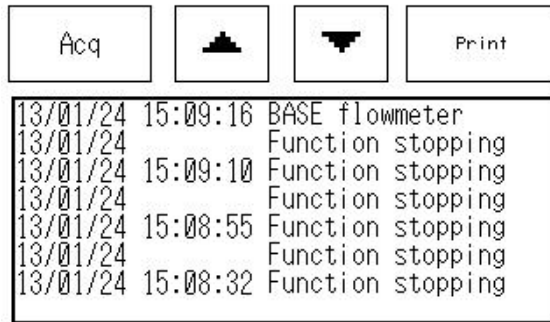 Acq
Print
13/01/24 15:09:16 BASE flowmeter
13/01/24 Function stopping
13/01/24 15:09:10 Function stopping
13/01/24 Function stopping
13/01/24 15:08:55 Function stopping
13/01/24 Function stopping
13/01/24 15:08:32 Function stopping